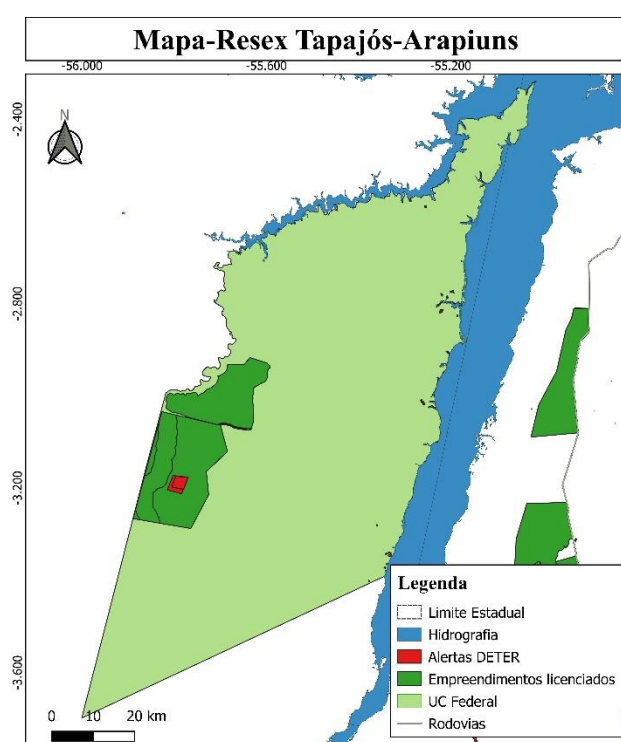 Mapa-Resex Tapajós-Arapiuns
-56.000 -55.600 -55.200
-2.400
N
-2.800
-3.200
-3.600
Legenda
Limite Estadual
Hidrografia
Alertas DETER
Empreendimentos licenciados
UC Federal
Rodovias
0 10 20 km